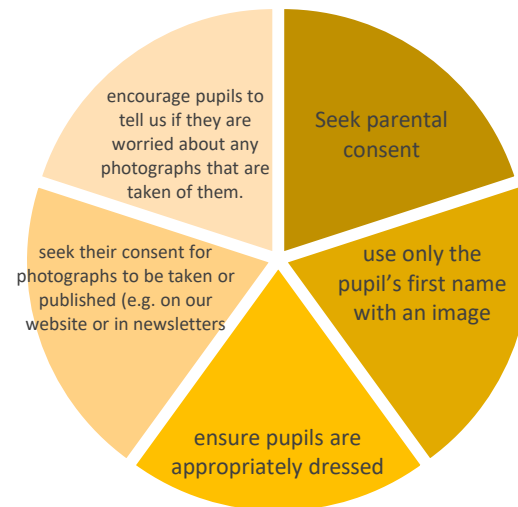 Seek parental
consent
use only the
pupil’s first name
with an image
ensure pupils are
appropriately dressed
seek their consent for
photographs to be taken or
published (e.g. on our
website or in newsletters
encourage pupils to
tell us if they are
worried about any
photographs that are
taken of them.